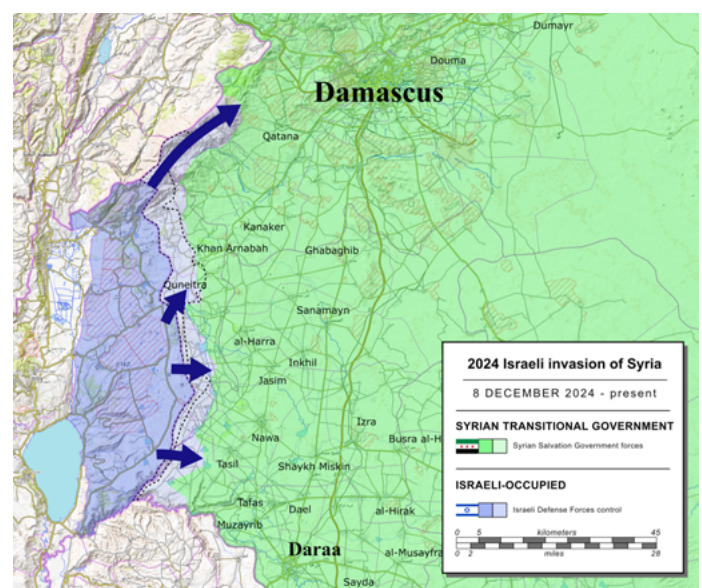 Dumayr
Douma
Damascus
Qatana
Kanaker
Khan Arnabah
Ghabaghib
Quneitra
Sanamayn
al-Harra
Inkhil
Jasim
Izra
Nawa
Busra al-H
Tasil
Shaykh Miskin
Tafas
Dael
al-Hirak
Muzayrib
Daraa
al-Musayfra
Sayda
2024 Israeli invasion of Syria
8 DECEMBER 2024 - present
SYRIAN TRANSITIONAL GOVERNMENT
Syrian Salvation Government forces
ISRAELI-OCCUPIED
Israeli Defense Forces control
0 5 kilometers 45
0 2 miles 28